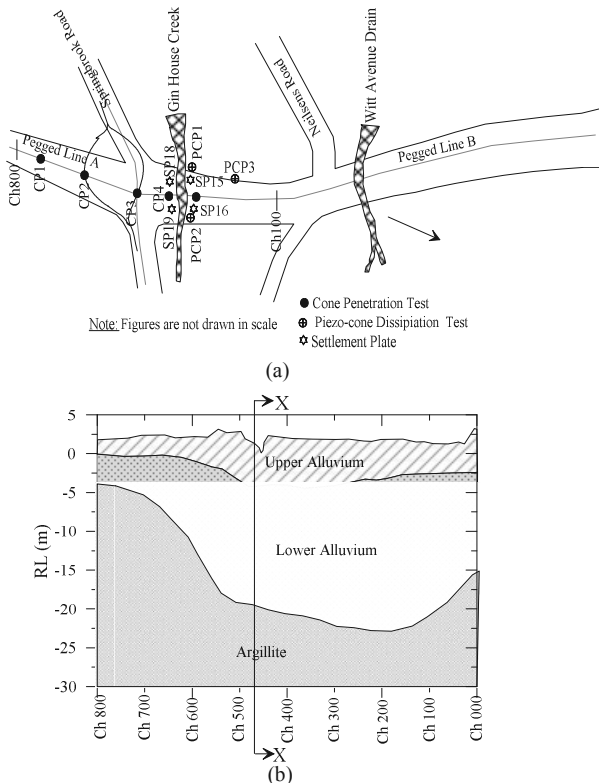 Springbrook Road
Gin House Creek
Neilsens Road
Witt Avenue Drain
Pegged Line A
Pegged Line B
Ch800
CP1
CP2
CP3
CP4
SP18
SP19
PCP1
SP15
PCP3
SP16
PCP2
Ch100
Note: Figures are not drawn in scale
Cone Penetration Test
Piezo-cone Dissipiation Test
Settlement Plate
(a)
X
5
0
-5
-10
-15
-20
-25
-30
RL (m)
Upper Alluvium
Lower Alluvium
Argillite
Ch 800
Ch 700
Ch 600
Ch 500
Ch 400
Ch 300
Ch 200
Ch 100
Ch 000
X
(b)